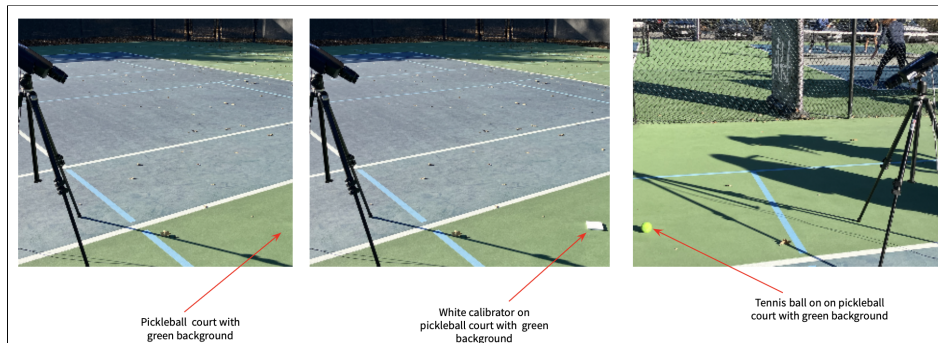 Pickleball court with
green background
White calibrator on
pickleball court with green
background
Tennis ball on on pickleball
court with green background